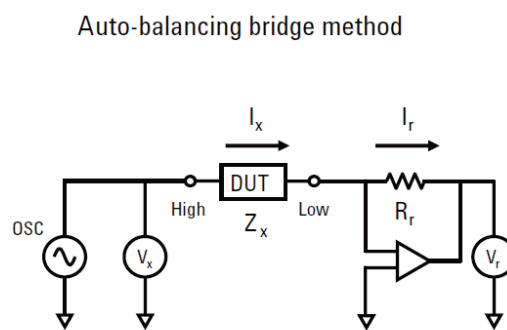 Auto-balancing bridge method
Iₓ
Iᵣ
DUT
High
Low
Zₓ
Rᵣ
OSC
Vₓ
Vᵣ